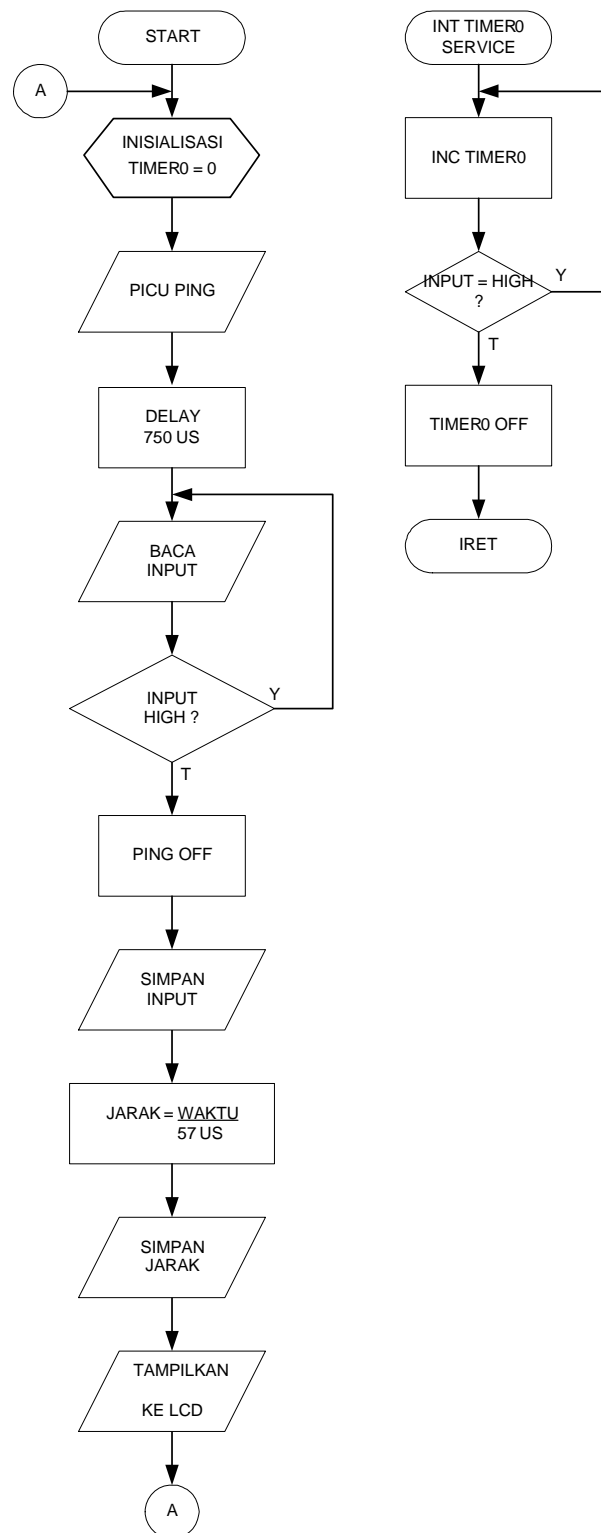 START
A
INISIALISASI
TIMER0 = 0
PICU PING
DELAY
750 US
BACA
INPUT
INPUT
HIGH ?
Y
T
PING OFF
SIMPAN
INPUT
JARAK = WAKTU
57 US
SIMPAN
JARAK
TAMPILKAN
KE LCD
A
INT TIMER0
SERVICE
INC TIMER0
INPUT = HIGH
?
Y
T
TIMER0 OFF
IRET